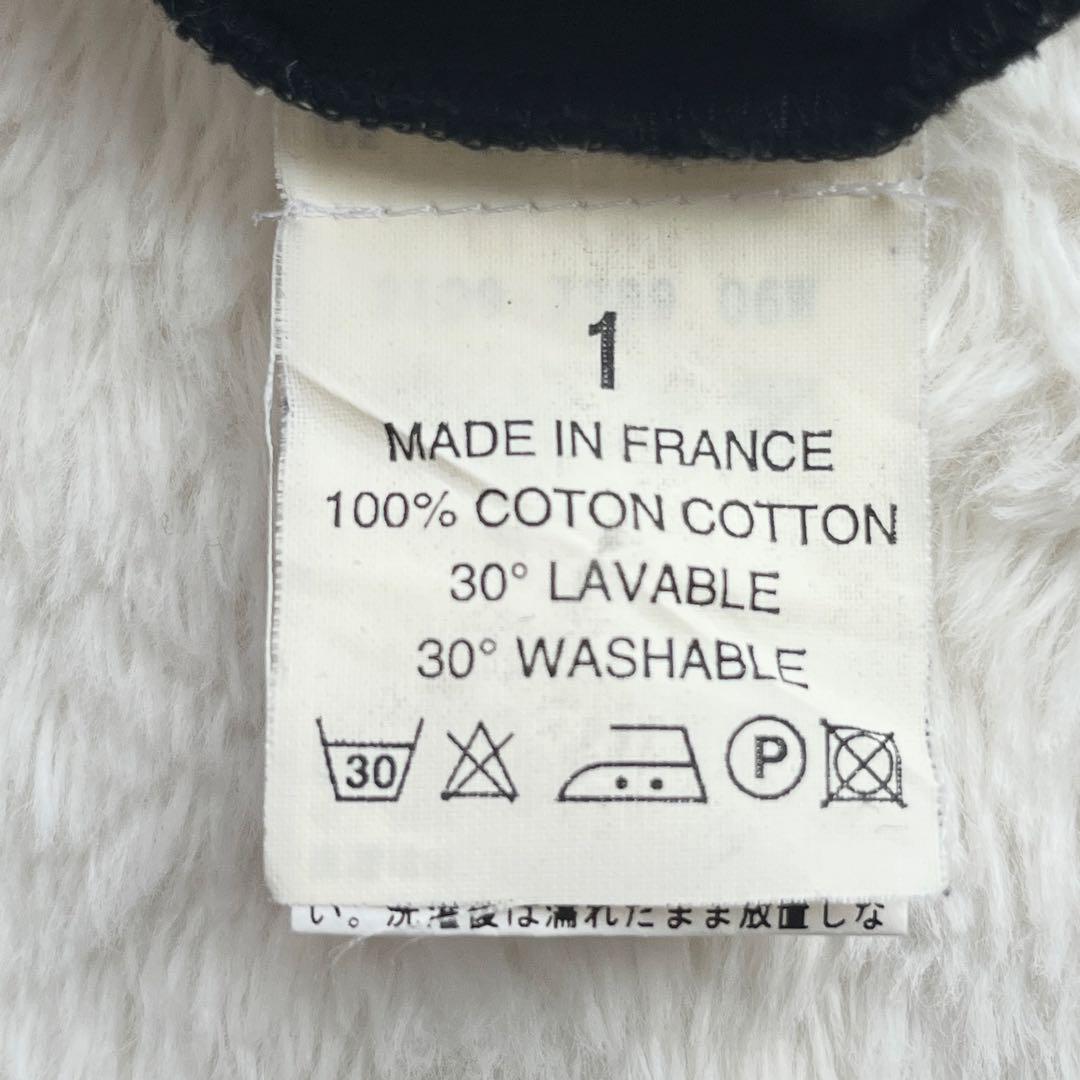 1
MADE IN FRANCE
100% COTON COTTON
30° LAVABLE
30° WASHABLE
30 P
い。洗濯後は濡れたまま放置しな